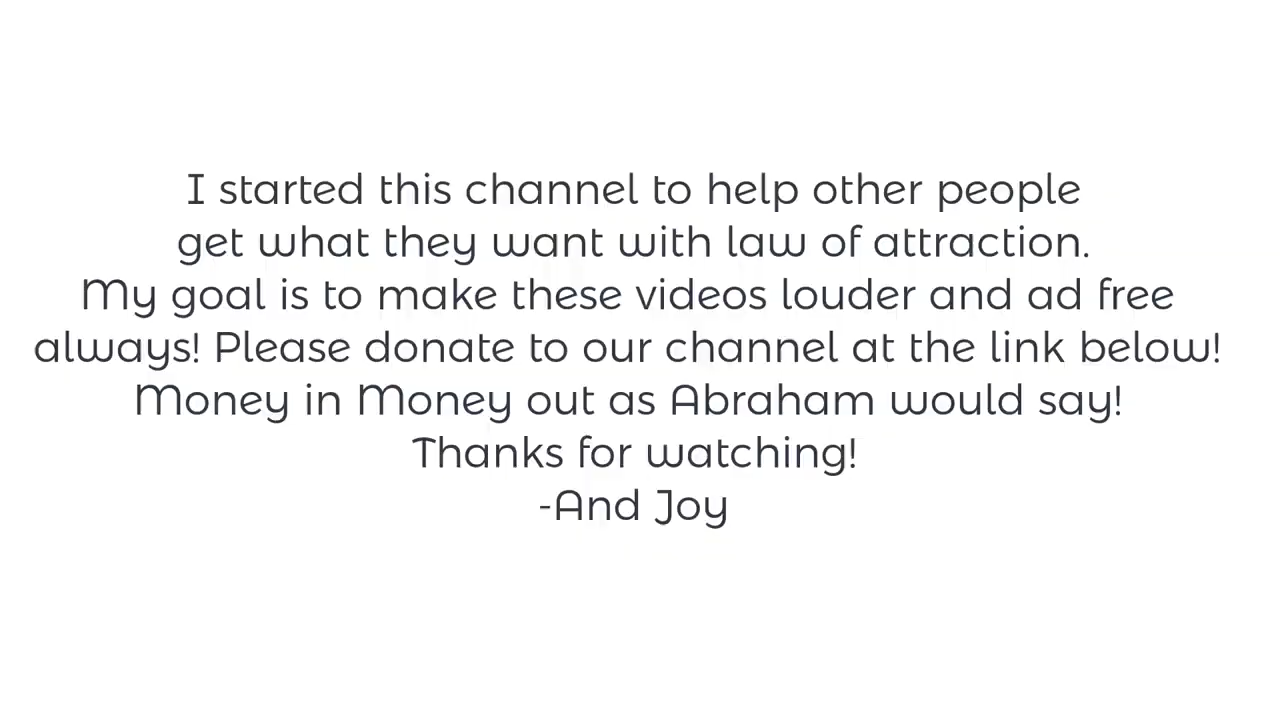 I started this channel to help other people
get what they want with law of attraction.
My goal is to make these videos louder and ad free
always! Please donate to our channel at the link below!
Money in Money out as Abraham would say!
Thanks for watching!
-And Joy